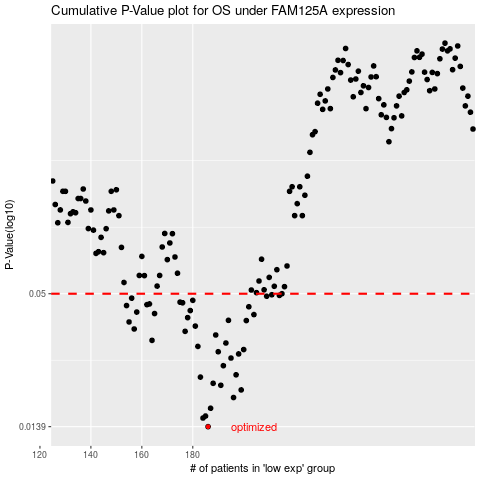 Cumulative P-Value plot for OS under FAM125A expression
P-Value(log10)
0.05
0.0139
optimized
120 140 160 180
# of patients in 'low exp' group